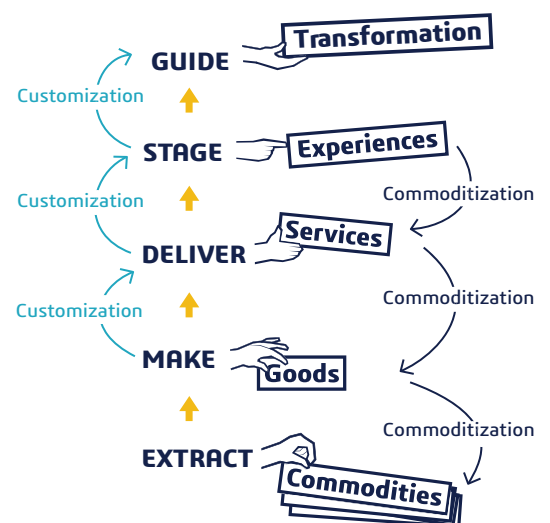 Transformation
GUIDE
Customization
STAGE
Experiences
Customization
Commoditization
DELIVER
Services
Customization
Commoditization
MAKE
Goods
Commoditization
EXTRACT
Commodities